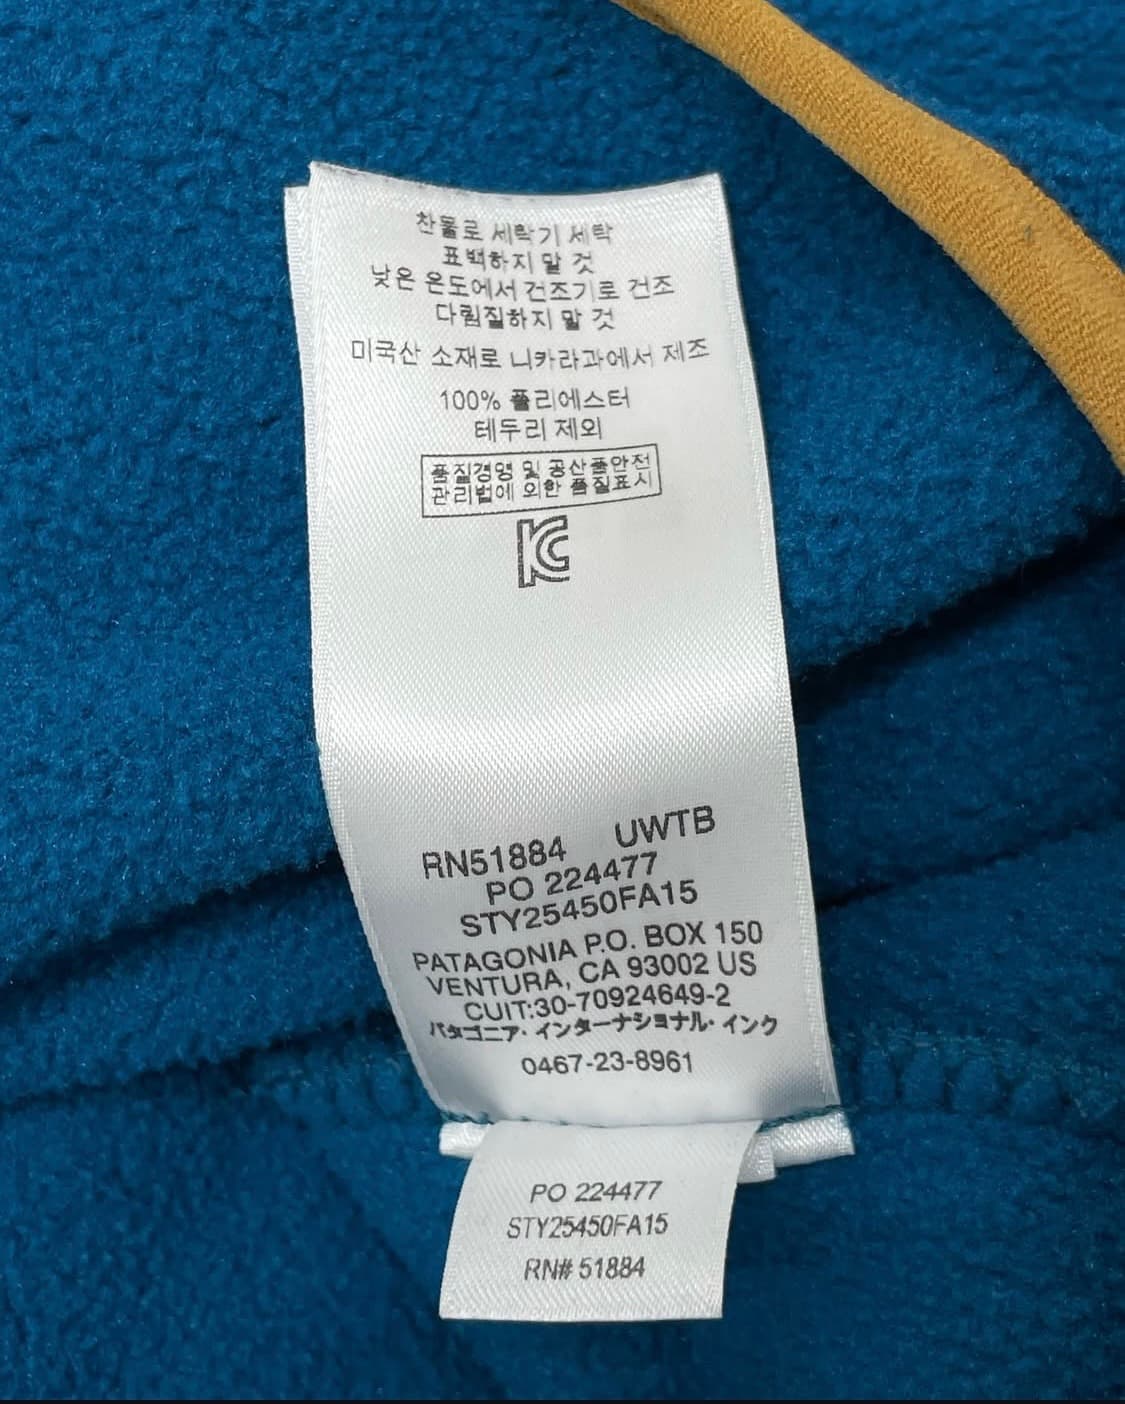 찬물로 세탁기 세탁
표백하지 말 것
낮은 온도에서 건조기로 건조
다림질하지 말 것
미국산 소재로 니카라과에서 제조
100% 폴리에스터
테두리 제외
품질경영 및 공산품안전
관리법에 의한 품질표시
KC
RN51884 UWTB
PO 224477
STY25450FA15
PATAGONIA P.O. BOX 150
VENTURA, CA 93002 US
CUIT:30-70924649-2
パタゴニア・インターナショナル・インク
0467-23-8961
PO 224477
STY25450FA15
RN# 51884